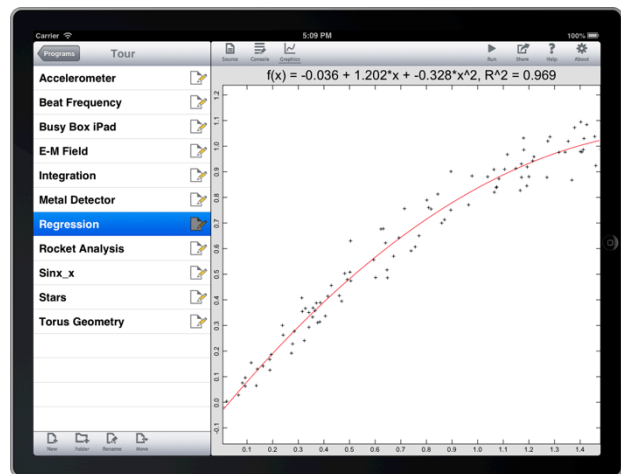 Carrier 5:09 PM 100%
Programs Tour
Source Console Graphics Run Share Help About
f(x) = -0.036 + 1.202*x + -0.328*x^2, R^2 = 0.969
Accelerometer
Beat Frequency
Busy Box iPad
E-M Field
Integration
Metal Detector
Regression
Rocket Analysis
Sinx_x
Stars
Torus Geometry
1.2
1.1
1.0
0.9
0.8
0.7
0.6
0.5
0.4
0.3
0.2
0.1
0.0
-0.1
0.1 0.2 0.3 0.4 0.5 0.6 0.7 0.8 0.9 1.0 1.1 1.2 1.3 1.4
New Folder Rename Move